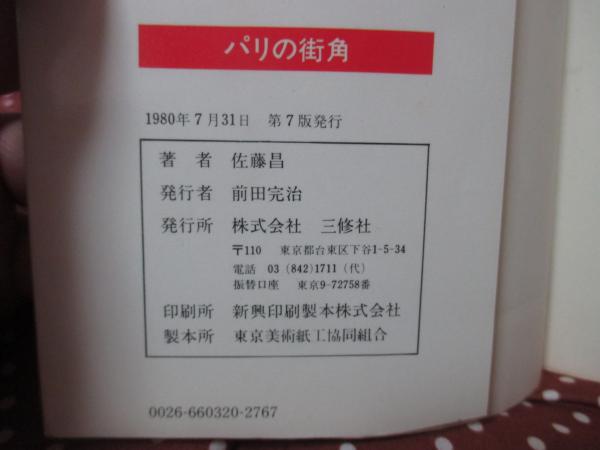 パリの街角
1980年7月31日 第7版発行
著者 佐藤昌
発行者 前田完治
発行所 株式会社 三修社
〒110 東京都台東区下谷1-5-34
電話 03 (842)1711 (代)
振替口座 東京9-72758番
印刷所 新興印刷製本株式会社
製本所 東京美術紙工協同組合
0026-660320-2767